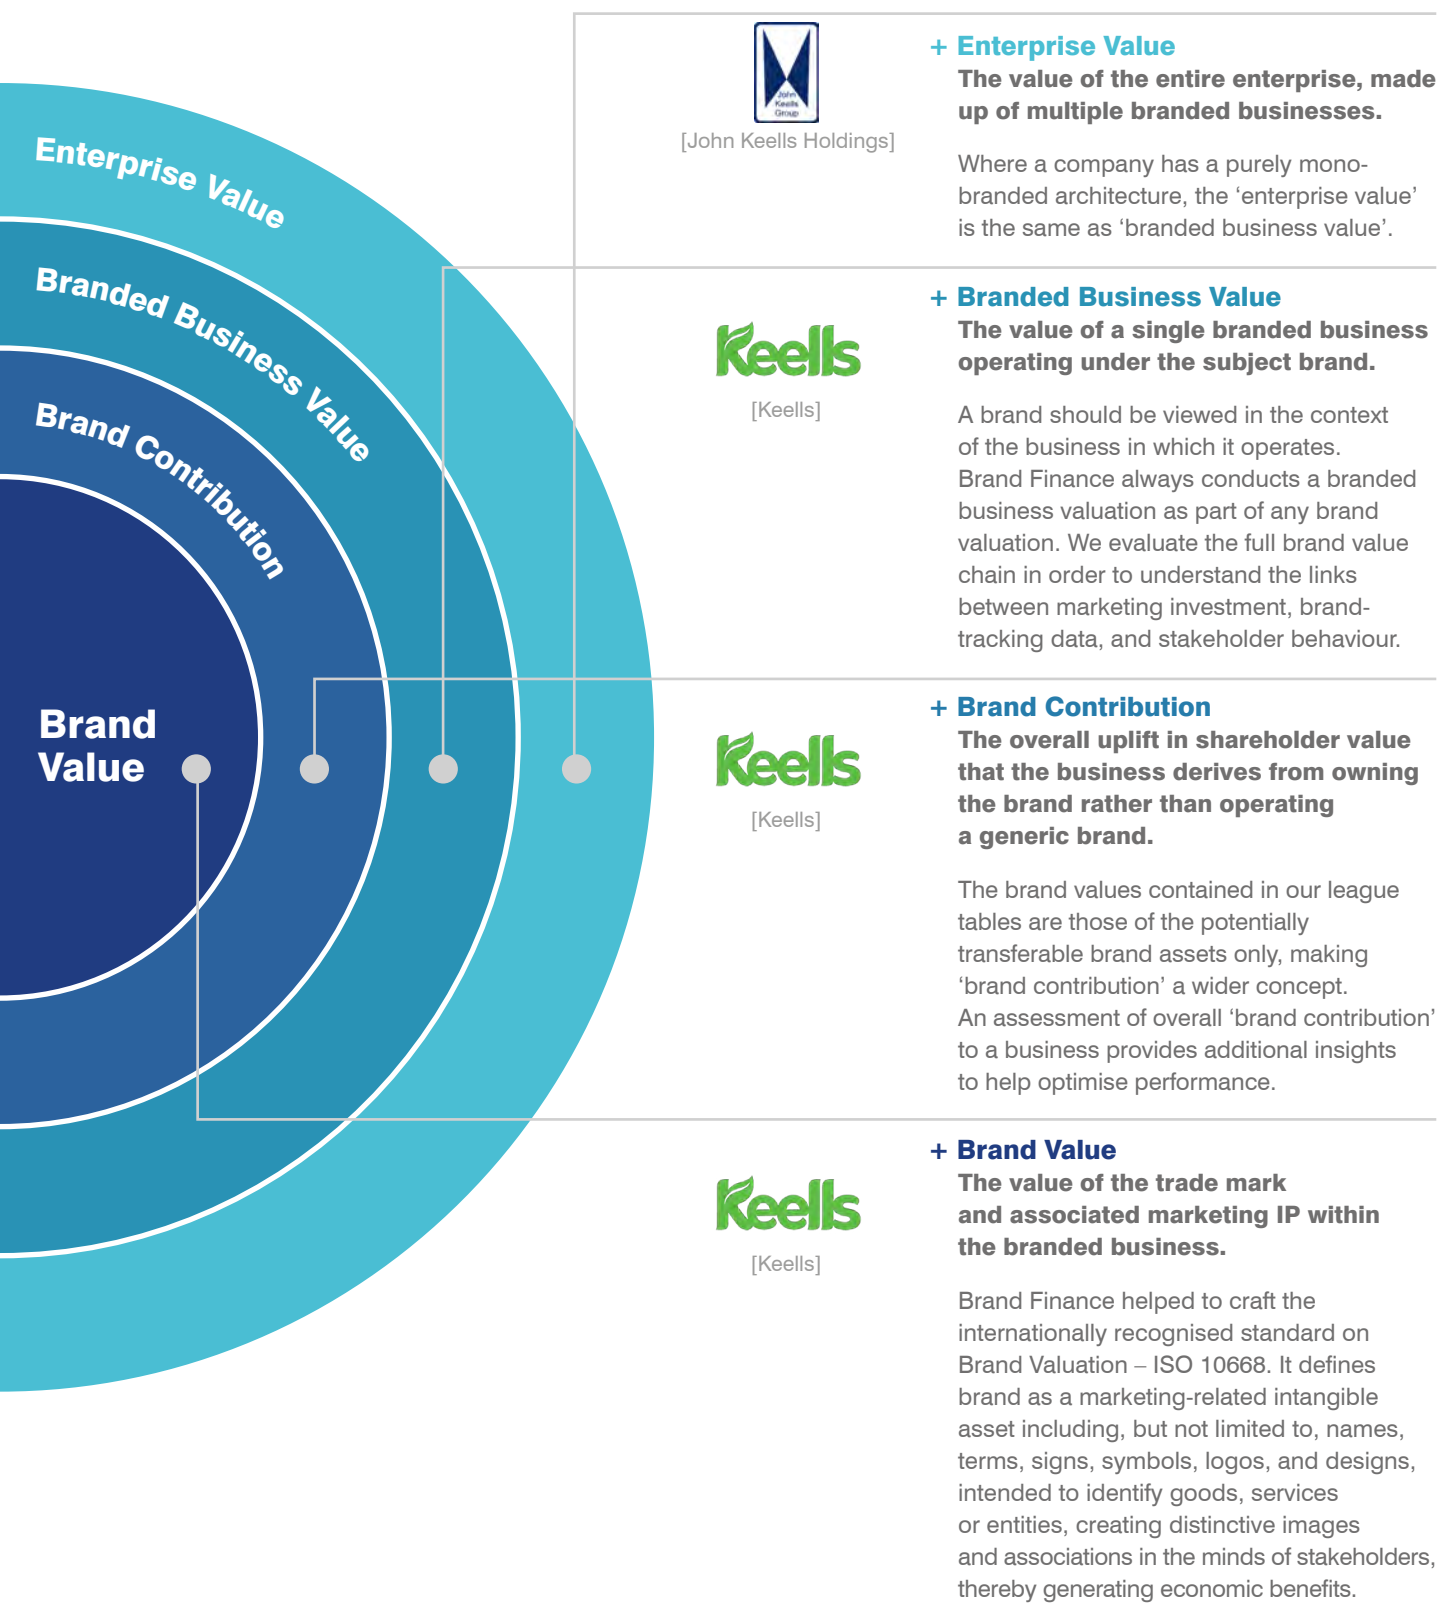 Enterprise Value
Branded Business Value
Brand Contribution
Brand
Value
John
Keells
Group
[John Keells Holdings]
+ Enterprise Value
The value of the entire enterprise, made
up of multiple branded businesses.
Where a company has a purely mono-
branded architecture, the ‘enterprise value’
is the same as ‘branded business value’.
Keells
[Keells]
+ Branded Business Value
The value of a single branded business
operating under the subject brand.
A brand should be viewed in the context
of the business in which it operates.
Brand Finance always conducts a branded
business valuation as part of any brand
valuation. We evaluate the full brand value
chain in order to understand the links
between marketing investment, brand-
tracking data, and stakeholder behaviour.
Keells
[Keells]
+ Brand Contribution
The overall uplift in shareholder value
that the business derives from owning
the brand rather than operating
a generic brand.
The brand values contained in our league
tables are those of the potentially
transferable brand assets only, making
‘brand contribution’ a wider concept.
An assessment of overall ‘brand contribution’
to a business provides additional insights
to help optimise performance.
Keells
[Keells]
+ Brand Value
The value of the trade mark
and associated marketing IP within
the branded business.
Brand Finance helped to craft the
internationally recognised standard on
Brand Valuation – ISO 10668. It defines
brand as a marketing-related intangible
asset including, but not limited to, names,
terms, signs, symbols, logos, and designs,
intended to identify goods, services
or entities, creating distinctive images
and associations in the minds of stakeholders,
thereby generating economic benefits.